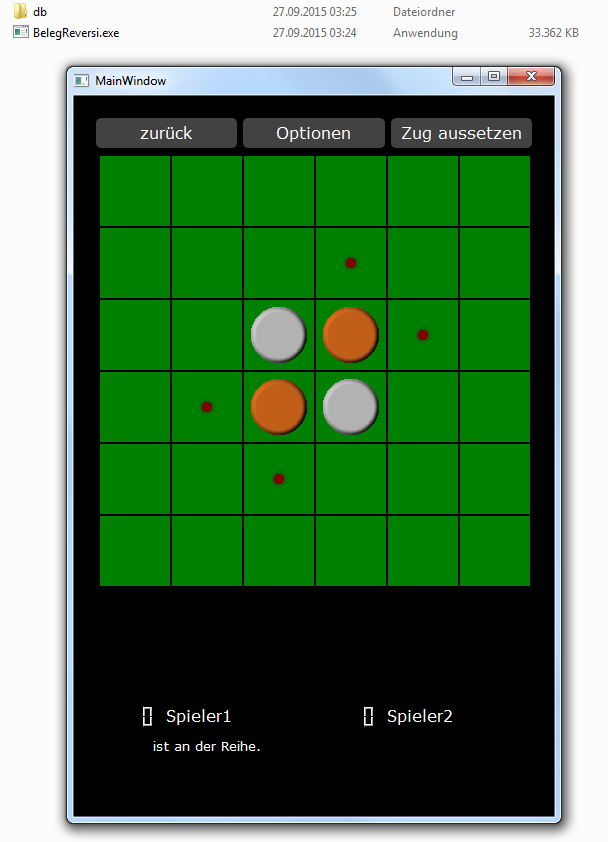 db 27.09.2015 03:25 Dateiordner
BelegReversi.exe 27.09.2015 03:24 Anwendung 33.362 KB
MainWindow
zurück Optionen Zug aussetzen
Spieler1 Spieler2
ist an der Reihe.